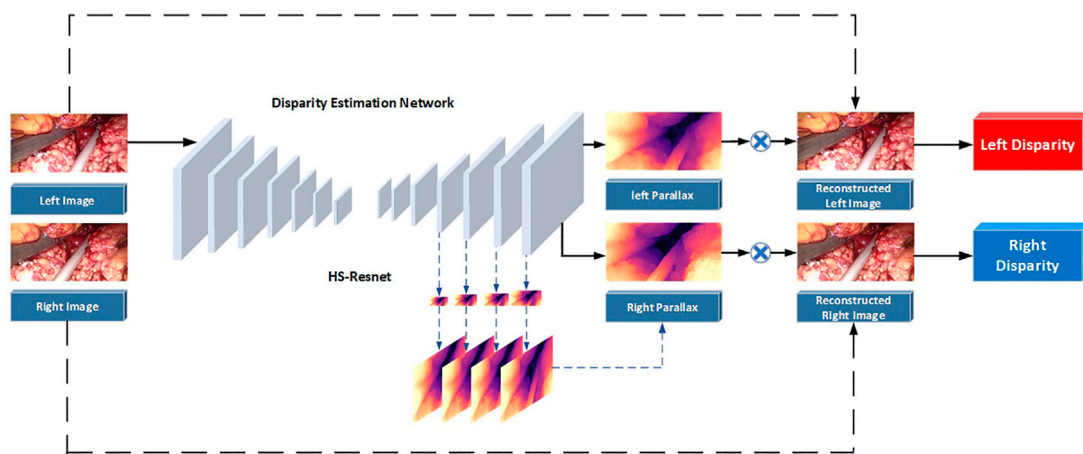 Disparity Estimation Network
Left Image
Right Image
HS-Resnet
left Parallax
Right Parallax
Reconstructed
Left Image
Reconstructed
Right Image
Left Disparity
Right
Disparity